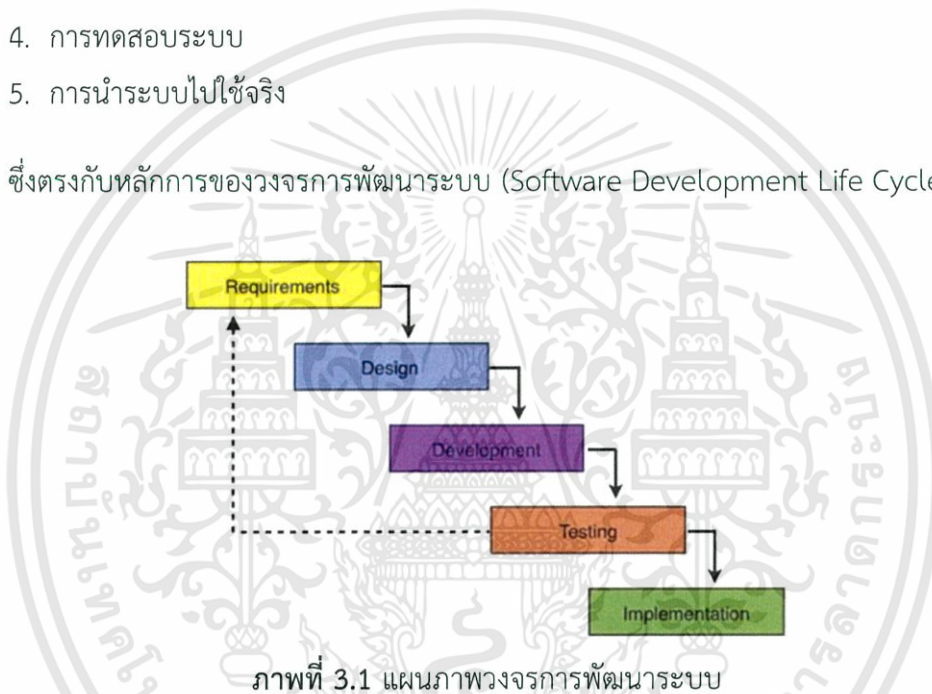 4. การทดสอบระบบ
5. การนำระบบไปใช้จริง
ซึ่งตรงกับหลักการของวงจรการพัฒนาระบบ (Software Development Life Cycle
Requirements
Design
Development
Testing
Implementation
ภาพที่ 3.1 แผนภาพวงจรการพัฒนาระบบ